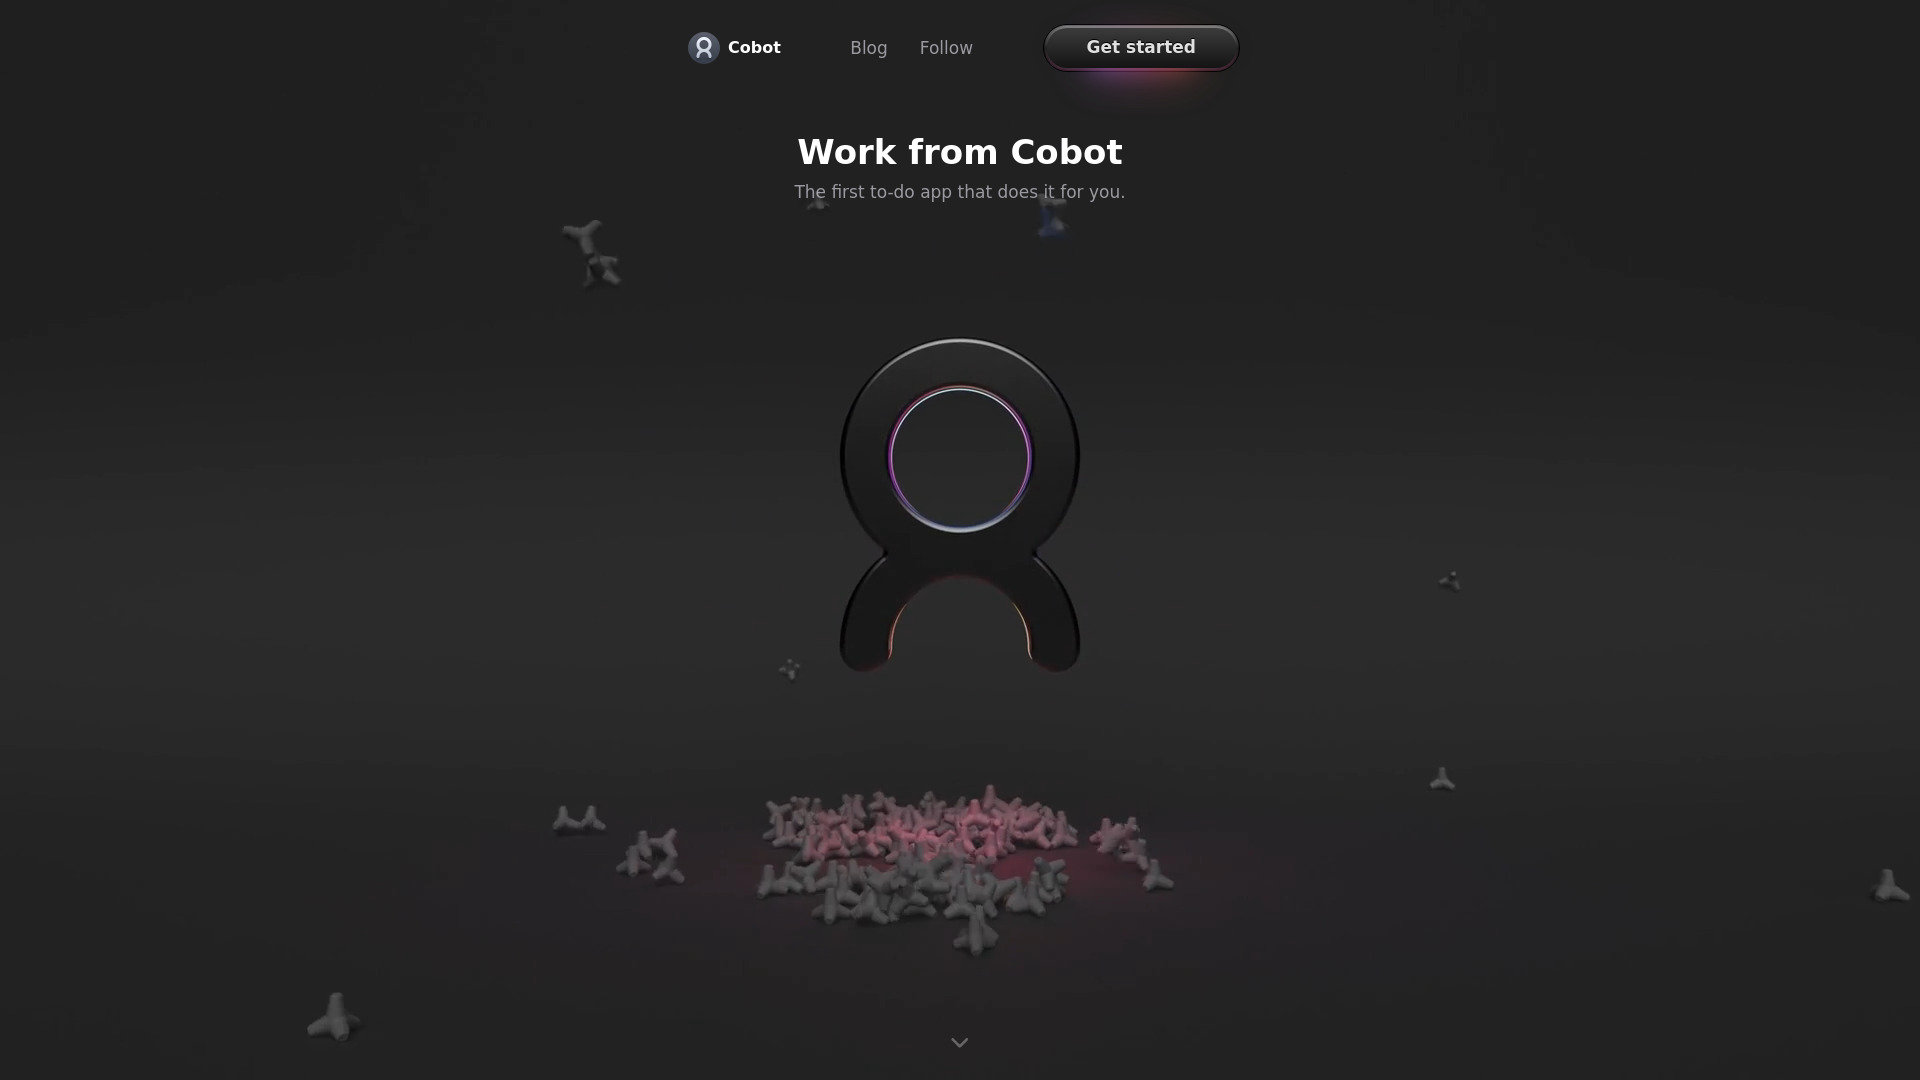 Cobot
Blog
Follow
Get started
Work from Cobot
The first to-do app that does it for you.